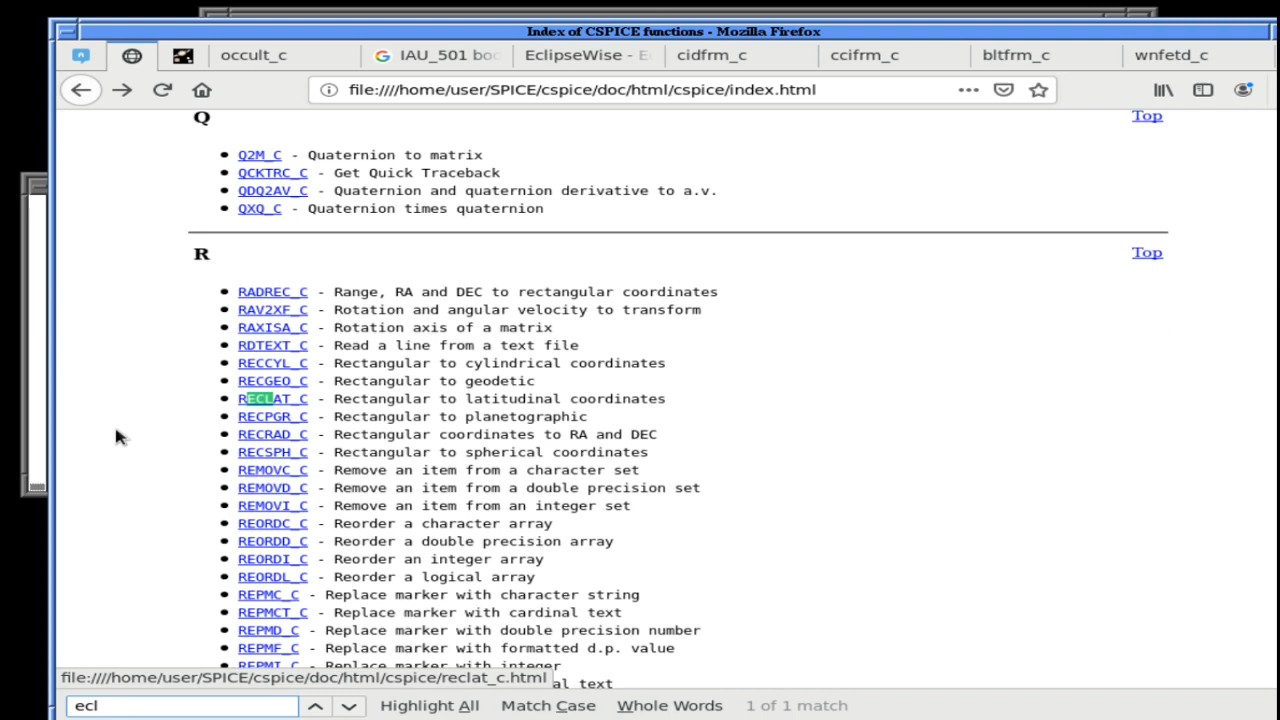 Index of CSPICE functions - Mozilla Firefox
occult_c IAU_501 bo EclipseWise - E cidfrm_c ccifrm_c bltfrm_c wnfetd_c
file:////home/user/SPICE/cspice/doc/html/cspice/index.html
Q Top
Q2M_C - Quaternion to matrix
QCKTRC_C - Get Quick Traceback
QDQ2AV_C - Quaternion and quaternion derivative to a.v.
QXQ_C - Quaternion times quaternion
R Top
RADREC_C - Range, RA and DEC to rectangular coordinates
RAV2XF_C - Rotation and angular velocity to transform
RAXISA_C - Rotation axis of a matrix
RDTEXT_C - Read a line from a text file
RECCYL_C - Rectangular to cylindrical coordinates
RECGEO_C - Rectangular to geodetic
RECLAT_C - Rectangular to latitudinal coordinates
RECPGR_C - Rectangular to planetographic
RECRAD_C - Rectangular coordinates to RA and DEC
RECSPH_C - Rectangular to spherical coordinates
REMOVC_C - Remove an item from a character set
REMOVD_C - Remove an item from a double precision set
REMOVI_C - Remove an item from an integer set
REORDC_C - Reorder a character array
REORDD_C - Reorder a double precision array
REORDI_C - Reorder an integer array
REORDL_C - Reorder a logical array
REPMC_C - Replace marker with character string
REPMCT_C - Replace marker with cardinal text
REPMD_C - Replace marker with double precision number
REPMF_C - Replace marker with formatted d.p. value
REPMI_C - Replace marker with integer
file:////home/user/SPICE/cspice/doc/html/cspice/reclat_c.html
al text
ecl Highlight All Match Case Whole Words 1 of 1 match